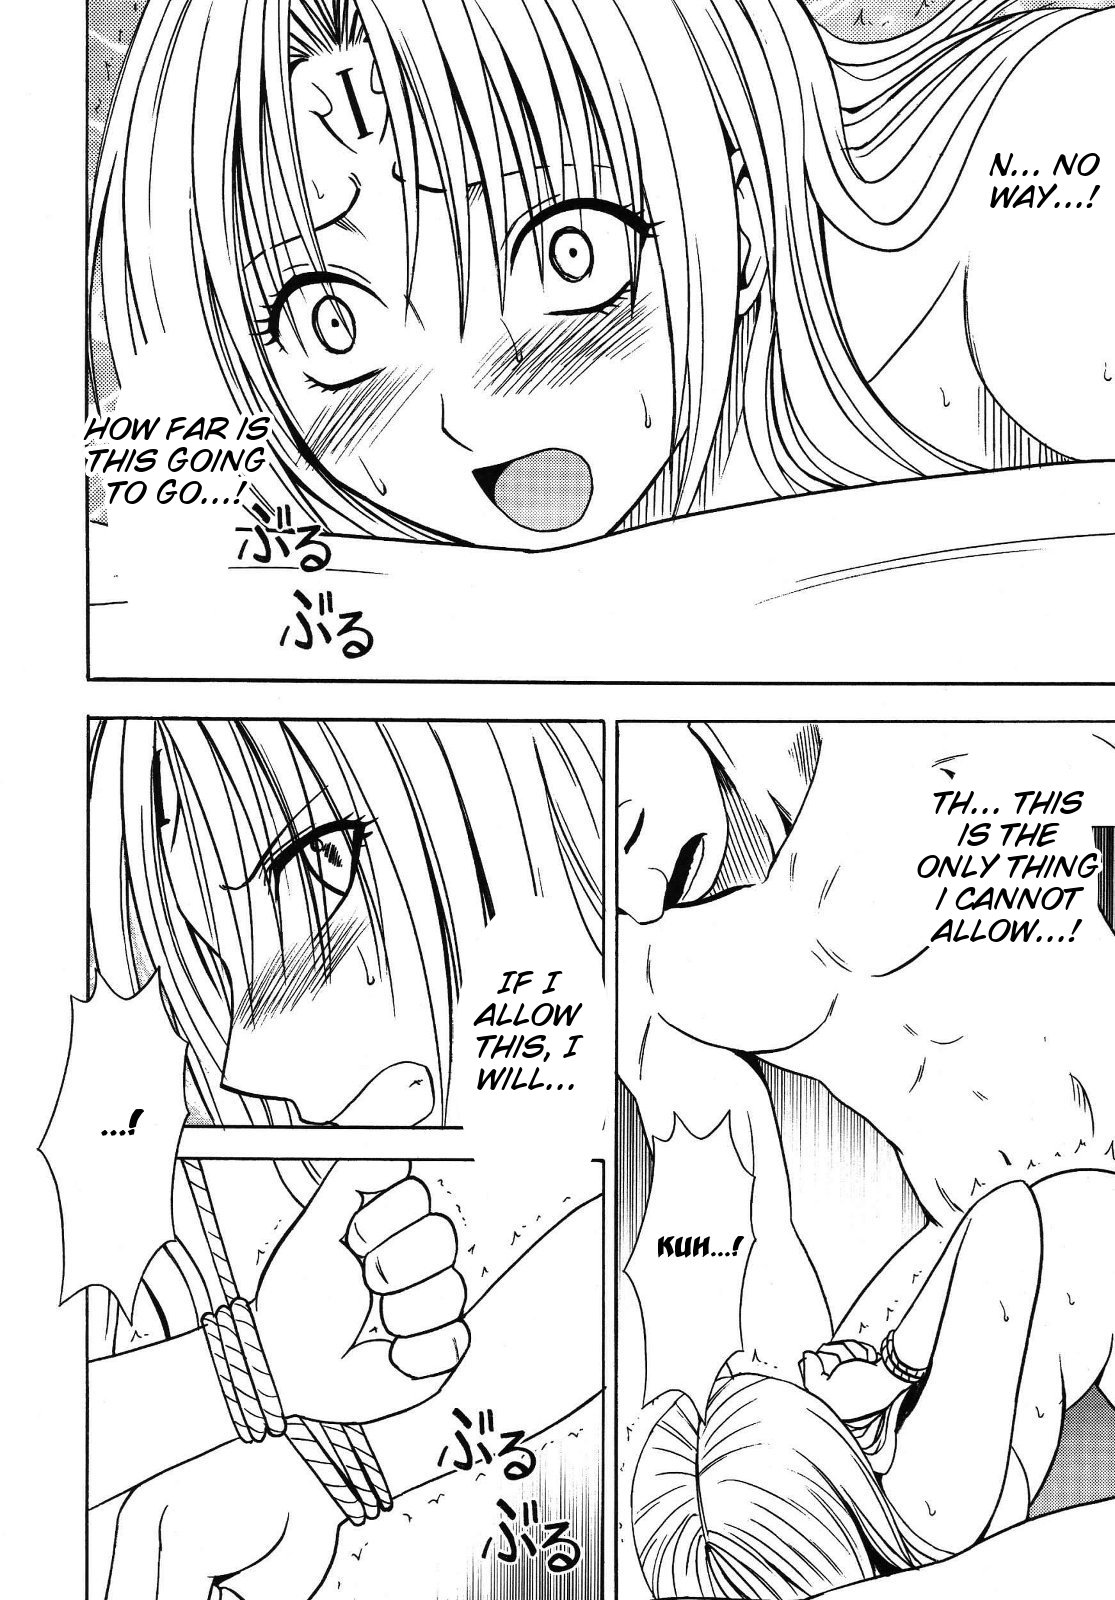 I
N... NO
WAY...!
HOW FAR IS
THIS GOING
TO GO...!
ぶる
ぶる
TH... THIS
IS THE
ONLY THING
I CANNOT
ALLOW...!
KUH...!
IF I
ALLOW
THIS, I
WILL...
...!
ぶる
ぶる